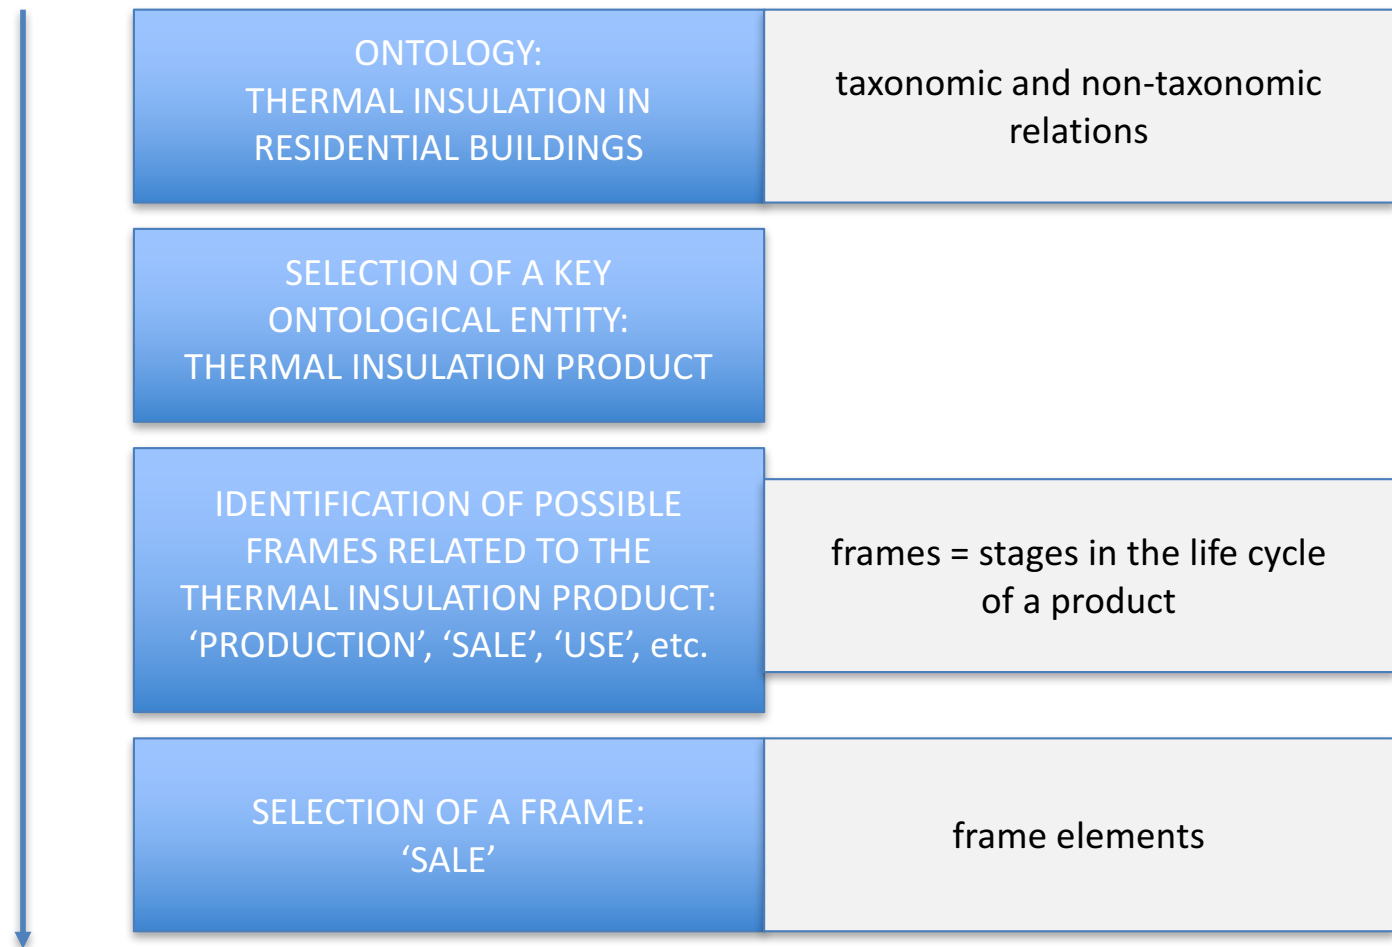 ONTOLOGY:
THERMAL INSULATION IN
RESIDENTIAL BUILDINGS
taxonomic and non-taxonomic
relations
SELECTION OF A KEY
ONTOLOGICAL ENTITY:
THERMAL INSULATION PRODUCT
IDENTIFICATION OF POSSIBLE
FRAMES RELATED TO THE
THERMAL INSULATION PRODUCT:
‘PRODUCTION’, ‘SALE’, ‘USE’, etc.
frames = stages in the life cycle
of a product
SELECTION OF A FRAME:
‘SALE’
frame elements